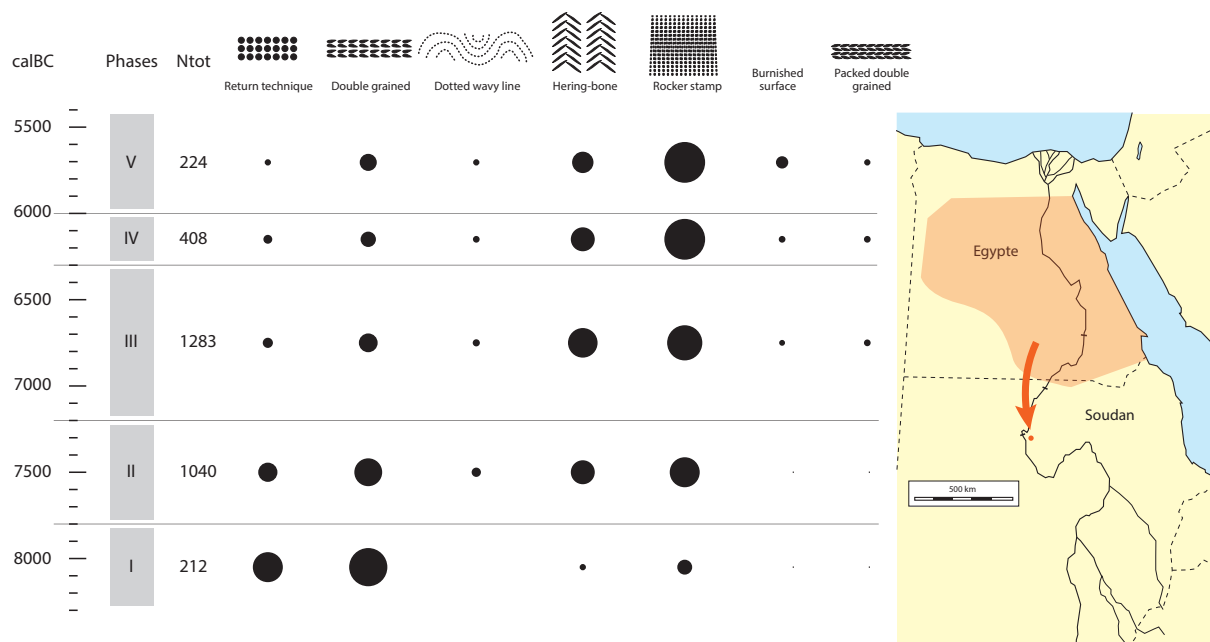 calBC Phases Ntot
Return technique Double grained Dotted wavy line Hering-bone Rocker stamp Burnished surface Packed double grained
5500
V 224
6000
IV 408
6500
III 1283
7000
II 1040
7500
I 212
8000
Egypte
Soudan
500 km